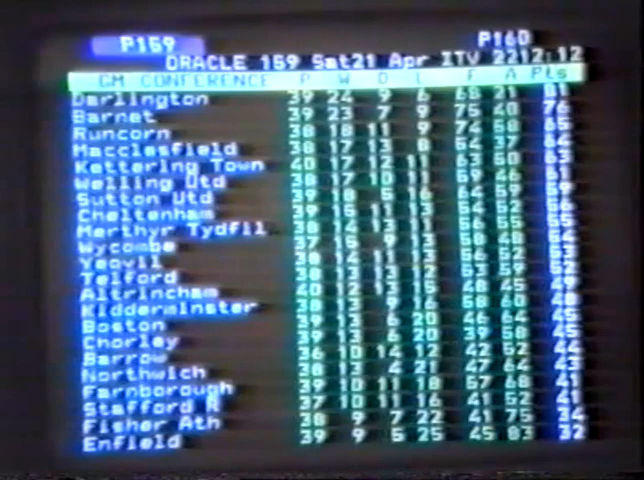 P159 P160
ORACLE 159 Sat21 Apr ITV 2212:12
GM CONFERENCE P W D L F A Pts
Darlington 39 24 9 6 68 21 81
Barnet 39 23 7 9 75 40 76
Runcorn 38 18 11 9 74 58 65
Macclesfield 38 17 13 8 54 37 64
Kettering Town 40 17 12 11 63 50 63
Welling Utd 38 17 10 11 59 46 61
Sutton Utd 39 18 5 16 64 59 59
Cheltenham 39 15 11 13 54 52 56
Merthyr Tydfil 38 14 13 11 56 55 55
Wycombe 37 15 9 13 58 48 54
Yeovil 38 14 11 13 56 52 53
Telford 38 13 13 12 53 59 52
Altrincham 40 12 13 15 48 45 49
Kidderminster 38 13 9 16 58 60 48
Boston 39 13 6 20 46 64 45
Chorley 39 13 6 20 39 58 45
Barrow 36 10 14 12 42 52 44
Northwich 38 13 4 21 47 64 43
Farnborough 39 10 11 18 57 68 41
Stafford R 37 10 11 16 41 52 41
Fisher Ath 38 9 7 22 41 75 34
Enfield 39 9 5 25 45 83 32